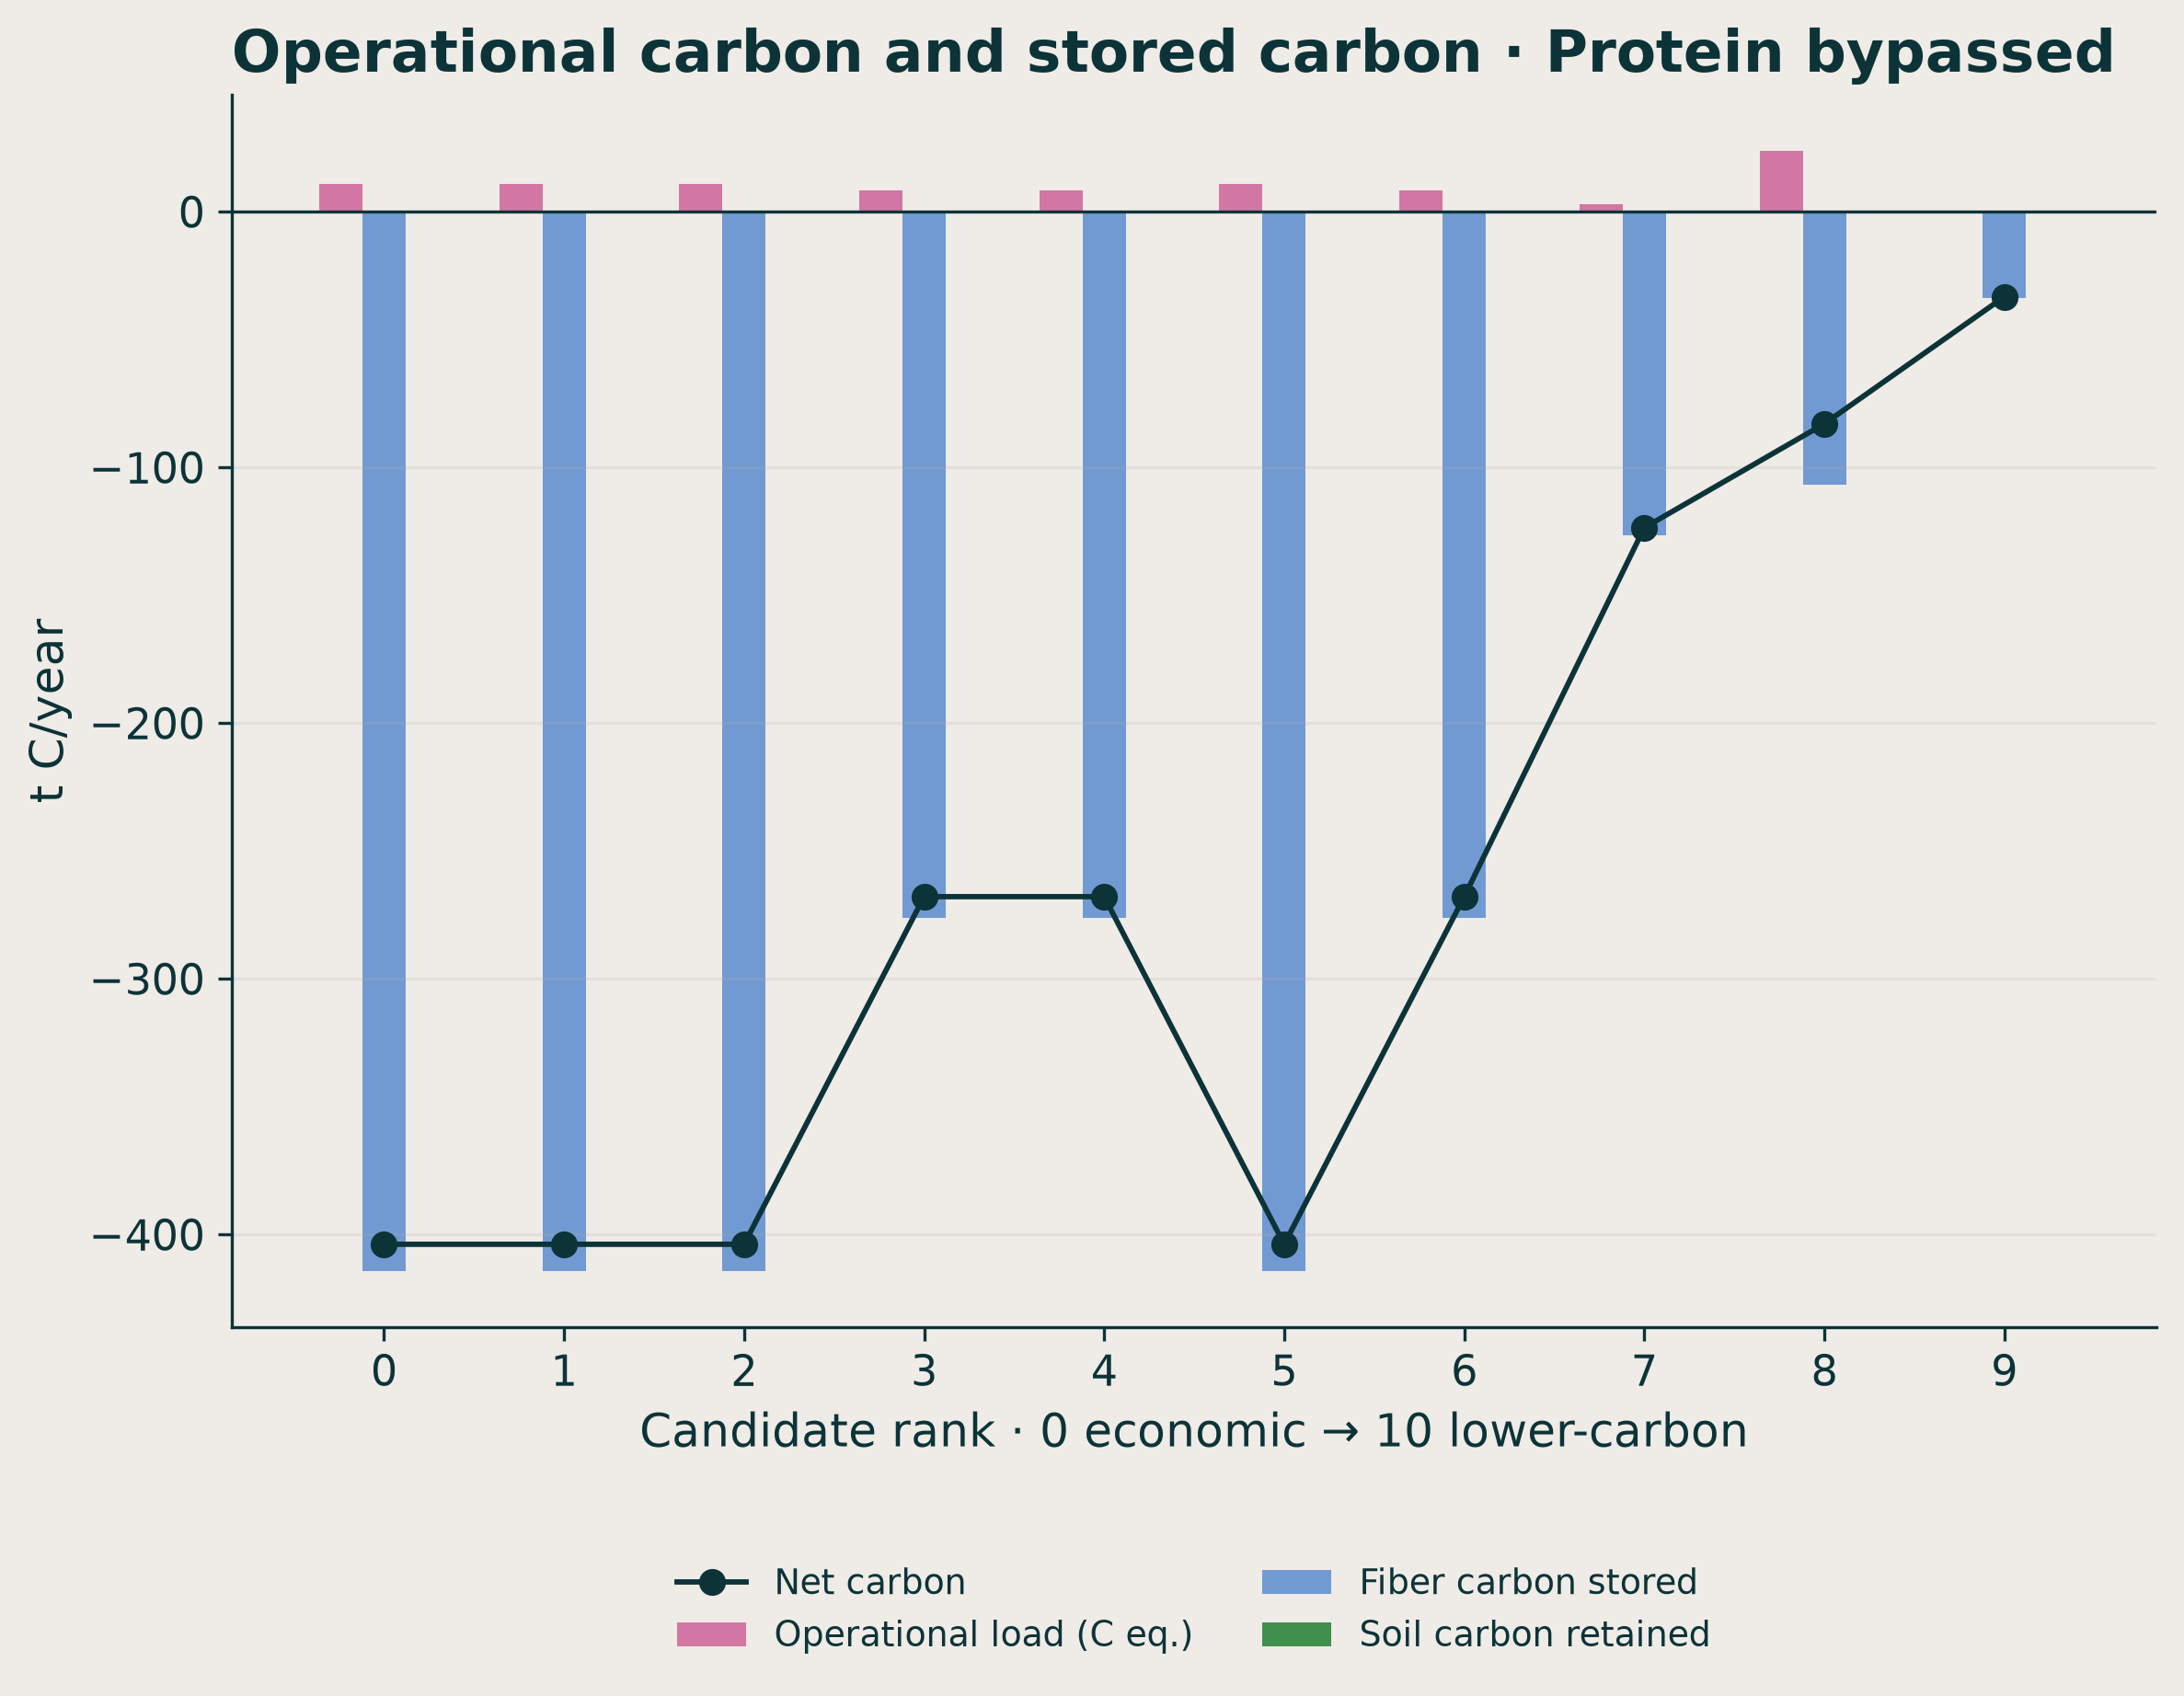 Operational carbon and stored carbon · Protein bypassed
0
−100
−200
−300
−400
t C/year
0 1 2 3 4 5 6 7 8 9
Candidate rank · 0 economic → 10 lower-carbon
Net carbon
Operational load (C eq.)
Fiber carbon stored
Soil carbon retained